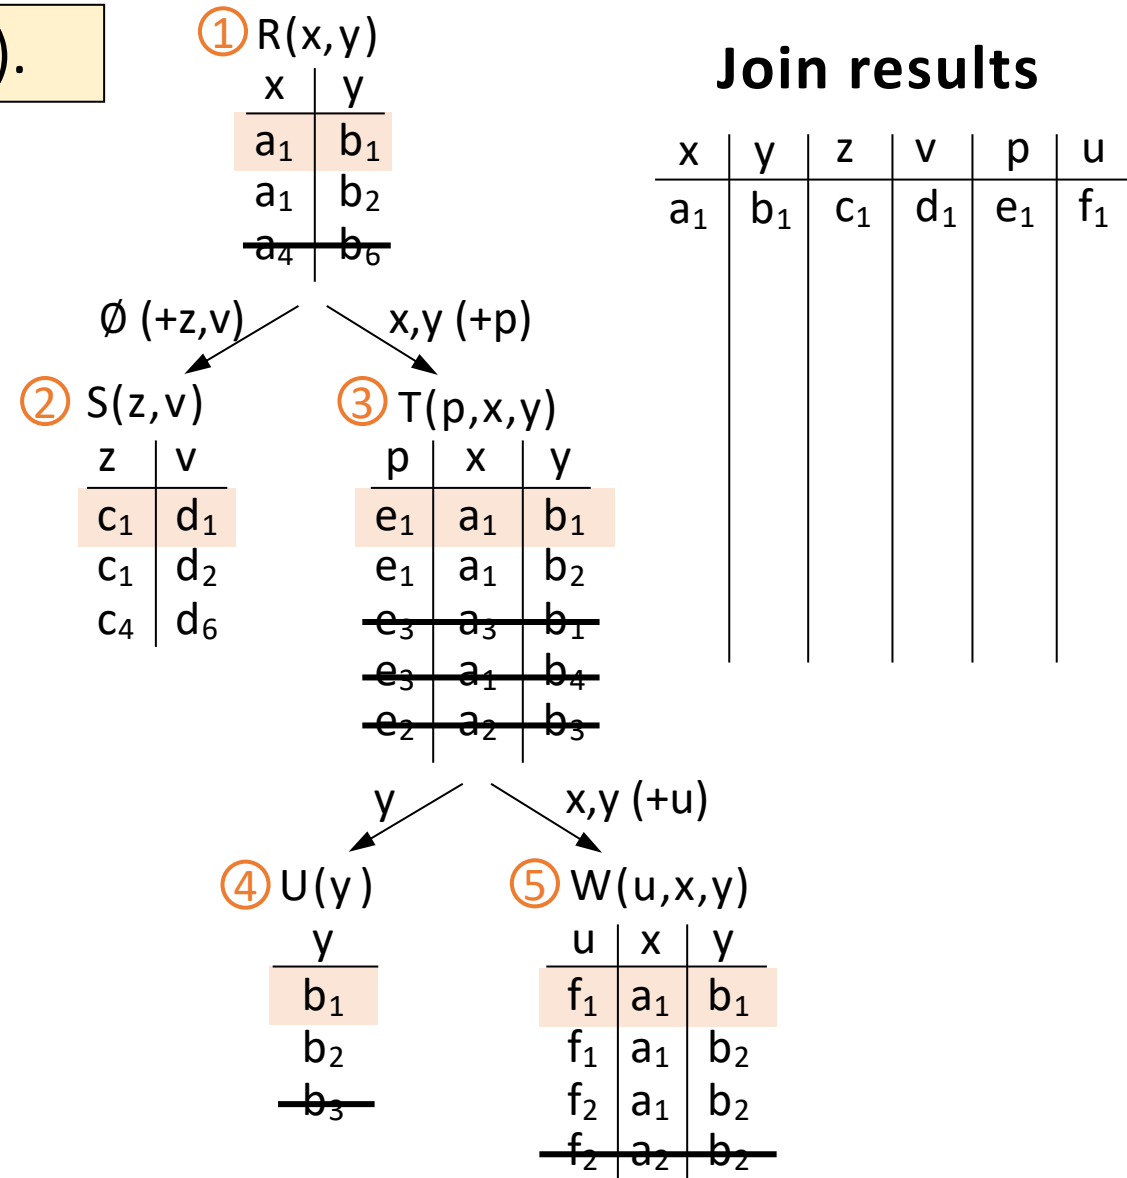 ).
① R(x,y)
x y
a₁ b₁
a₁ b₂
a₄ b₆
Join results
x y z v p u
a₁ b₁ c₁ d₁ e₁ f₁
Ø (+z,v)
x,y (+p)
② S(z,v)
z v
c₁ d₁
c₁ d₂
c₄ d₆
③ T(p,x,y)
p x y
e₁ a₁ b₁
e₁ a₁ b₂
e₃ a₃ b₁
e₃ a₁ b₄
e₂ a₂ b₃
y
x,y (+u)
④ U(y)
y
b₁
b₂
b₃
⑤ W(u,x,y)
u x y
f₁ a₁ b₁
f₁ a₁ b₂
f₂ a₁ b₂
f₂ a₂ b₂